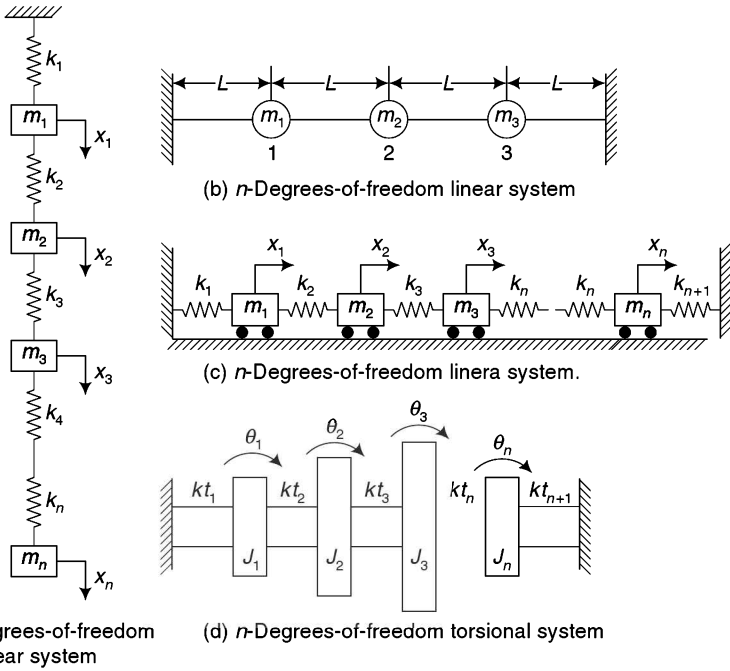 k1
m1
x1
k2
m2
x2
k3
m3
x3
k4
kn
mn
xn
grees-of-freedom
ear system
L L L L
m1 m2 m3
1 2 3
(b) n-Degrees-of-freedom linear system
x1 x2 x3 xn
k1 k2 k3 kn kn kn+1
m1 m2 m3 mn
(c) n-Degrees-of-freedom linera system.
θ1 θ2 θ3 θn
kt1 kt2 kt3 ktn ktn+1
J1 J2 J3 Jn
(d) n-Degrees-of-freedom torsional system